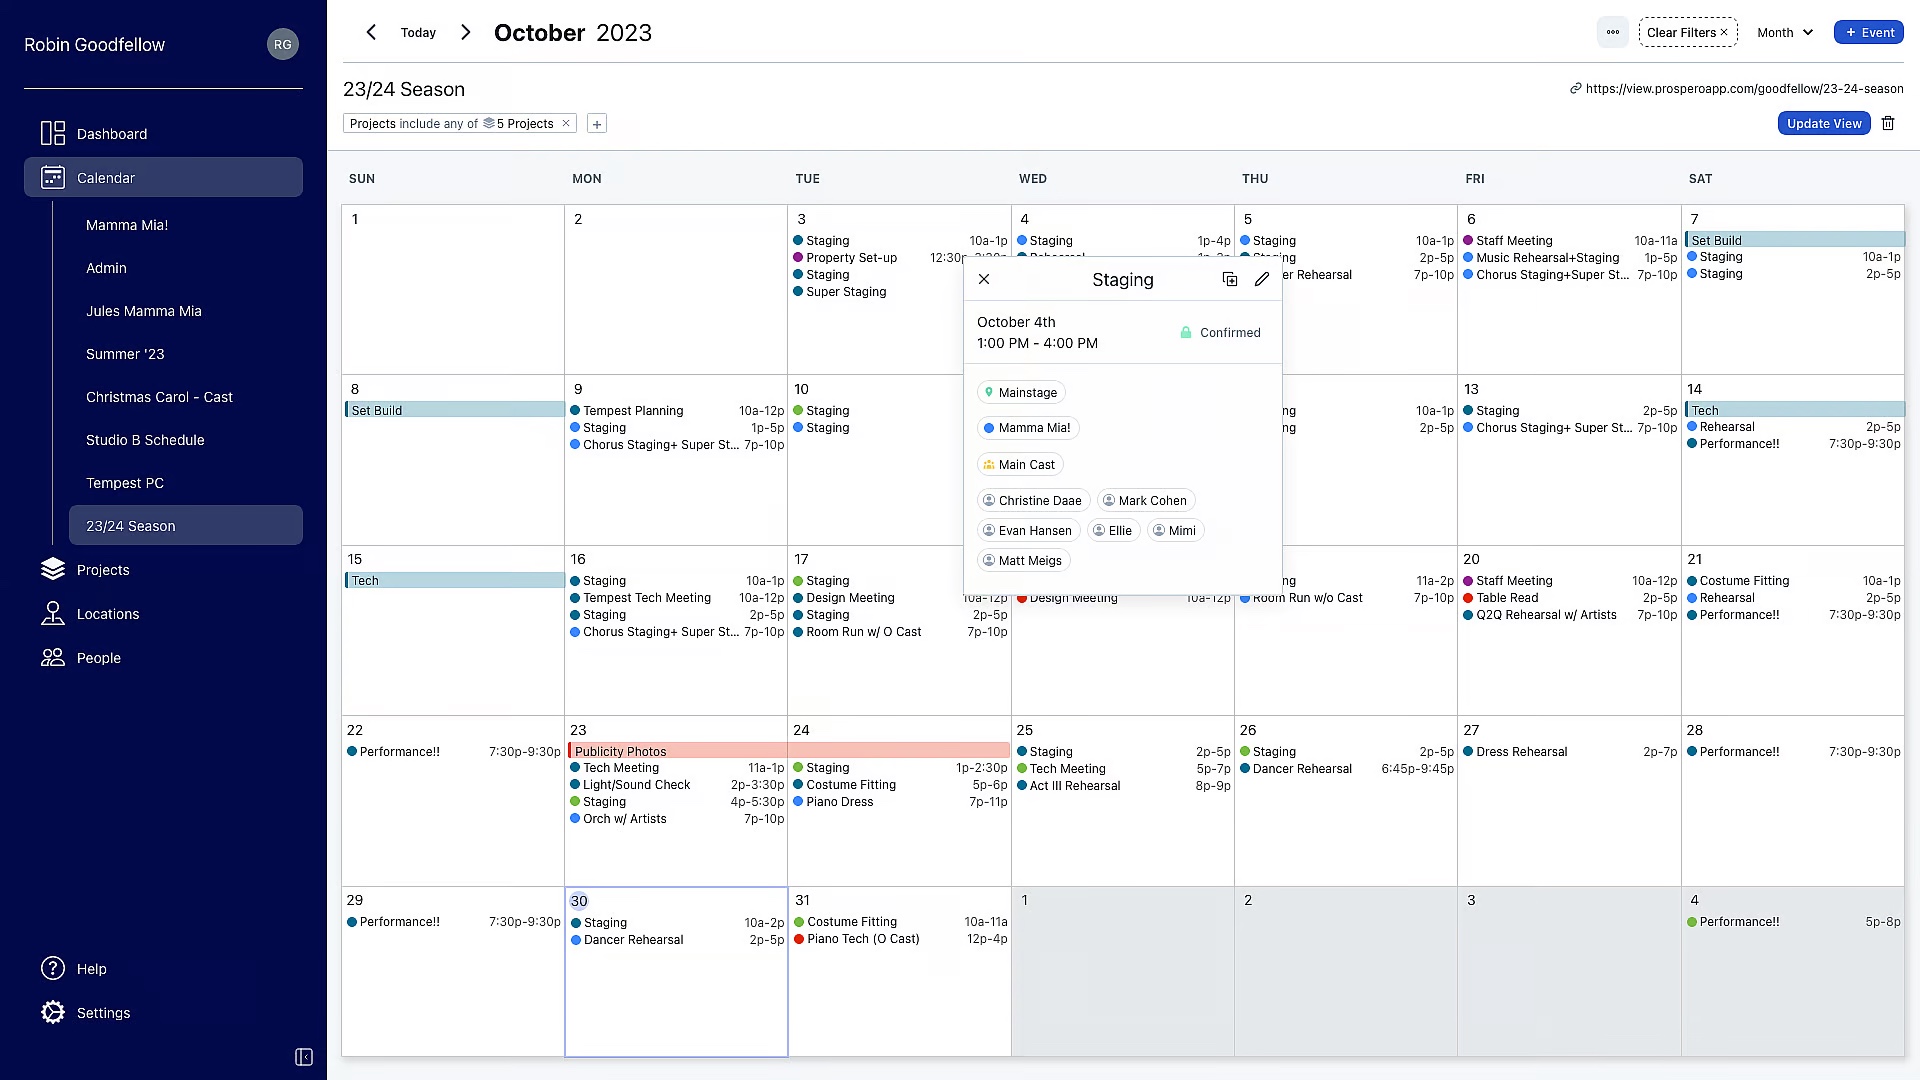 Robin Goodfellow
RG
Dashboard
Calendar
Mamma Mia!
Admin
Jules Mamma Mia
Summer '23
Christmas Carol - Cast
Studio B Schedule
Tempest PC
23/24 Season
Projects
Locations
People
Help
Settings
Today
October 2023
Clear Filters ×
Month
+ Event
23/24 Season
https://view.prosperoapp.com/goodfellow/23-24-season
Projects include any of 5 Projects ×
+
Update View
SUN MON TUE WED THU FRI SAT
1
2
3
Staging 10a-1p
Property Set-up 12:30p
Staging
Super Staging
4
Staging 1p-4p
5
Staging 10a-1p
2p-5p
Rehearsal 7p-10p
6
Staff Meeting 10a-11a
Music Rehearsal+Staging 1p-5p
Chorus Staging+Super St... 7p-10p
7
Set Build
Staging 10a-1p
Staging 2p-5p
Staging
October 4th
1:00 PM - 4:00 PM
Confirmed
Mainstage
Mamma Mia!
Main Cast
Christine Daae Mark Cohen
Evan Hansen Ellie Mimi
Matt Meigs
8
Set Build
9
Tempest Planning 10a-12p
Staging 1p-5p
Chorus Staging+ Super St... 7p-10p
10
Staging
Staging
ng 10a-1p
ng 2p-5p
13
Staging 2p-5p
Chorus Staging+ Super St... 7p-10p
14
Tech
Rehearsal 2p-5p
Performance!! 7:30p-9:30p
15
Tech
16
Staging 10a-1p
Tempest Tech Meeting 10a-12p
Staging 2p-5p
Chorus Staging+ Super St... 7p-10p
17
Staging
Design Meeting 10a-12p
Staging 2p-5p
Room Run w/ O Cast 7p-10p
Design Meeting 10a-12p
ng 11a-2p
Room Run w/o Cast 7p-10p
20
Staff Meeting 10a-12p
Table Read 2p-5p
Q2Q Rehearsal w/ Artists 7p-10p
21
Costume Fitting 10a-1p
Rehearsal 2p-5p
Performance!! 7:30p-9:30p
22
Performance!! 7:30p-9:30p
23
Publicity Photos
Tech Meeting 11a-1p
Light/Sound Check 2p-3:30p
Staging 4p-5:30p
Orch w/ Artists 7p-10p
24
Staging 1p-2:30p
Costume Fitting 5p-6p
Piano Dress 7p-11p
25
Staging 2p-5p
Tech Meeting 5p-7p
Act III Rehearsal 8p-9p
26
Staging 2p-5p
Dancer Rehearsal 6:45p-9:45p
27
Dress Rehearsal 2p-7p
28
Performance!! 7:30p-9:30p
29
Performance!! 7:30p-9:30p
30
Staging 10a-2p
Dancer Rehearsal 2p-5p
31
Costume Fitting 10a-11a
Piano Tech (O Cast) 12p-4p
1
2
3
4
Performance!! 5p-8p